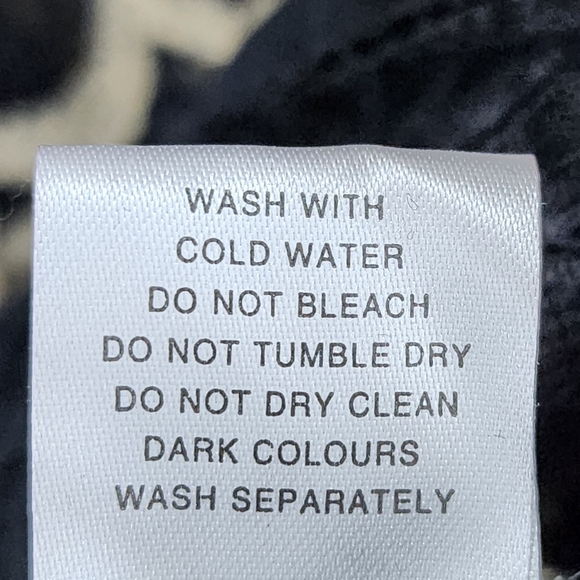 WASH WITH
COLD WATER
DO NOT BLEACH
DO NOT TUMBLE DRY
DO NOT DRY CLEAN
DARK COLOURS
WASH SEPARATELY